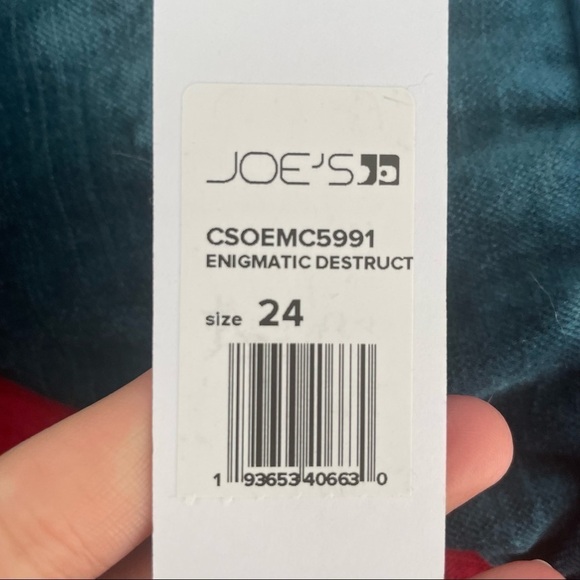 JOE'S
CSOEMC5991
ENIGMATIC DESTRUCT
size 24
1 93653 40663 0